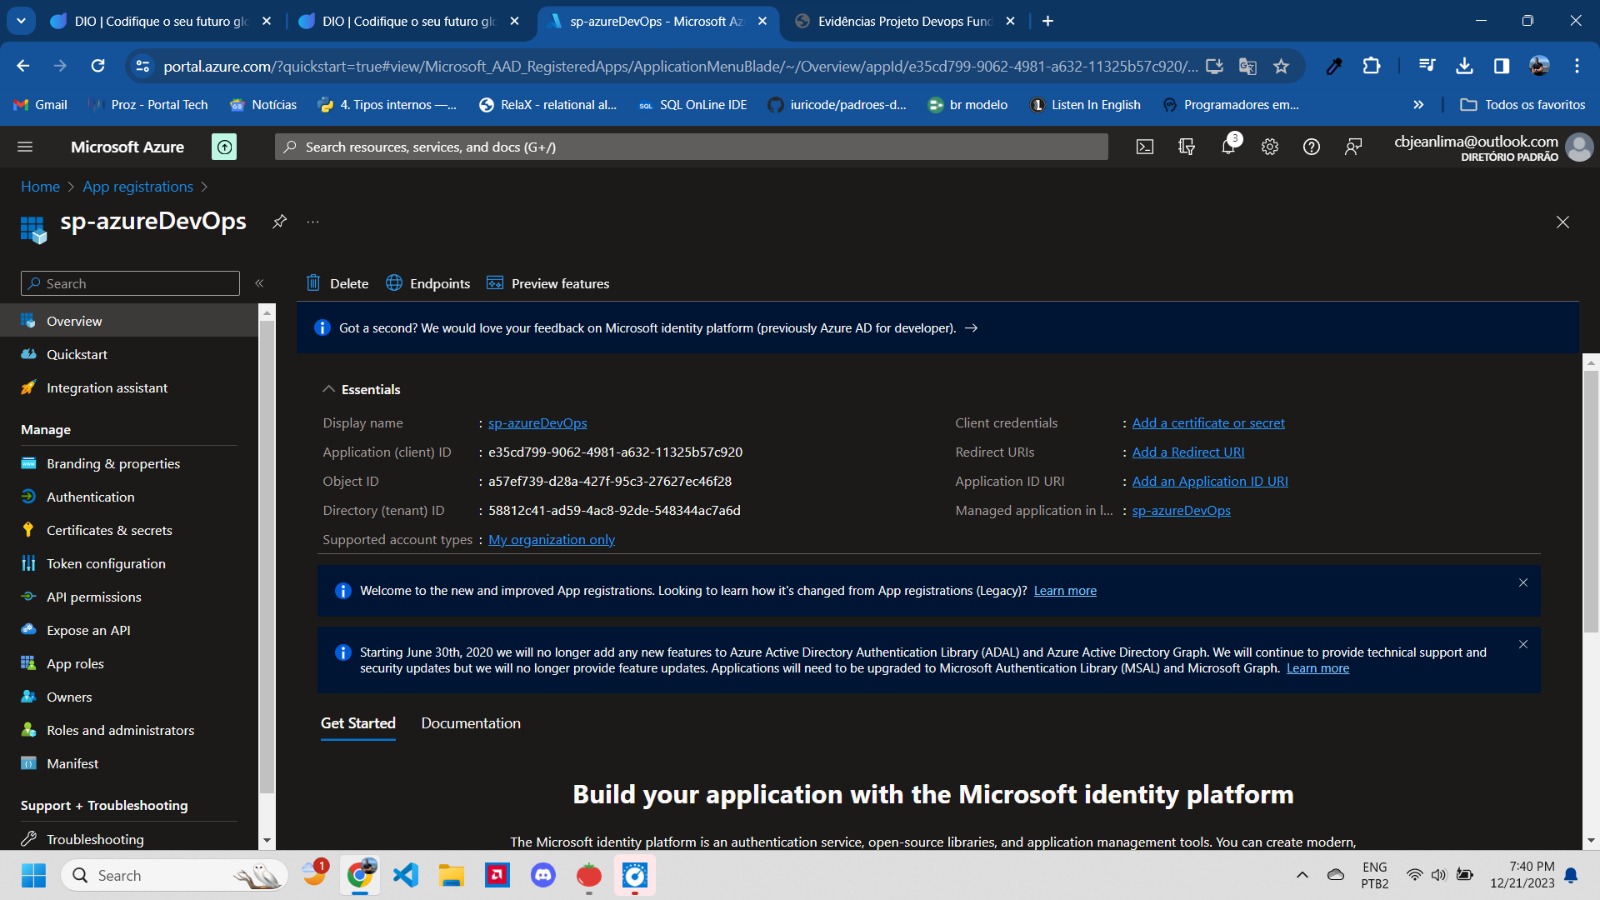 DIO | Codifique o seu futuro glo
DIO | Codifique o seu futuro glo
sp-azureDevOps - Microsoft Az
Evidências Projeto Devops Fund
portal.azure.com/?quickstart=true#view/Microsoft_AAD_RegisteredApps/ApplicationMenuBlade/~/Overview/appId/e35cd799-9062-4981-a632-11325b57c920/...
Gmail
Proz - Portal Tech
Notícias
4. Tipos internos —...
RelaX - relational al...
SQL OnLine IDE
iuricode/padroes-d...
br modelo
Listen In English
Programadores em...
»
Todos os favoritos
Microsoft Azure
Search resources, services, and docs (G+/)
3
cbjeanlima@outlook.com
DIRETÓRIO PADRÃO
Home > App registrations >
sp-azureDevOps
...
Search
«
Delete
Endpoints
Preview features
Got a second? We would love your feedback on Microsoft identity platform (previously Azure AD for developer). →
Overview
Quickstart
Integration assistant
Manage
Branding & properties
Authentication
Certificates & secrets
Token configuration
API permissions
Expose an API
App roles
Owners
Roles and administrators
Manifest
Support + Troubleshooting
Troubleshooting
Essentials
Display name : sp-azureDevOps
Application (client) ID : e35cd799-9062-4981-a632-11325b57c920
Object ID : a57ef739-d28a-427f-95c3-27627ec46f28
Directory (tenant) ID : 58812c41-ad59-4ac8-92de-548344ac7a6d
Supported account types : My organization only
Client credentials : Add a certificate or secret
Redirect URIs : Add a Redirect URI
Application ID URI : Add an Application ID URI
Managed application in l... : sp-azureDevOps
Welcome to the new and improved App registrations. Looking to learn how it's changed from App registrations (Legacy)? Learn more
Starting June 30th, 2020 we will no longer add any new features to Azure Active Directory Authentication Library (ADAL) and Azure Active Directory Graph. We will continue to provide technical support and
security updates but we will no longer provide feature updates. Applications will need to be upgraded to Microsoft Authentication Library (MSAL) and Microsoft Graph. Learn more
Get Started
Documentation
Build your application with the Microsoft identity platform
The Microsoft identity platform is an authentication service, open-source libraries, and application management tools. You can create modern,
Search
1
ENG
PTB2
7:40 PM
12/21/2023